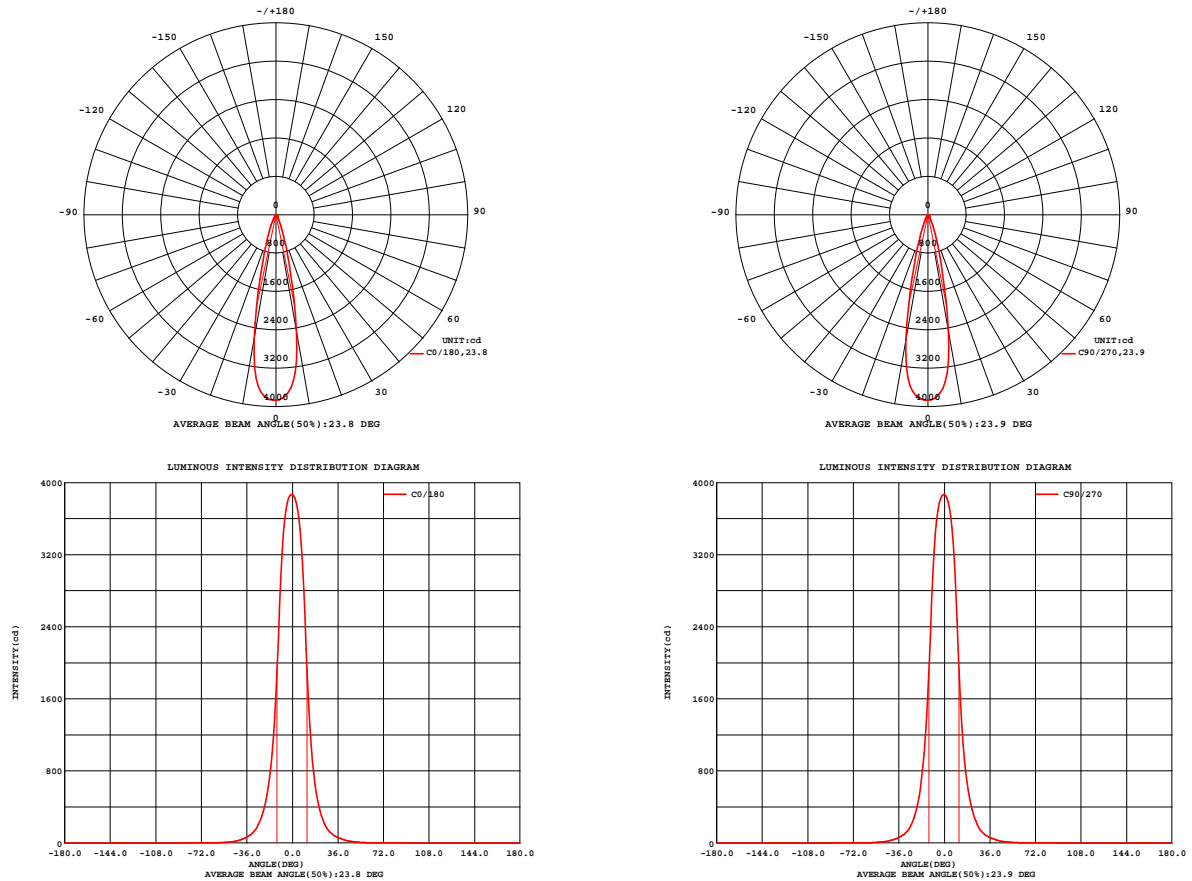 -/+180
-150 150
-120 120
-90 90
-60 60
-30 30
0
0
800
1600
2400
3200
4000
UNIT:cd
C0/180,23.8
AVERAGE BEAM ANGLE(50%):23.8 DEG
-/+180
-150 150
-120 120
-90 90
-60 60
-30 30
0
0
800
1600
2400
3200
4000
UNIT:cd
C90/270,23.9
AVERAGE BEAM ANGLE(50%):23.9 DEG
LUMINOUS INTENSITY DISTRIBUTION DIAGRAM
C0/180
INTENSITY(cd)
4000
3200
2400
1600
800
0
-180.0 -144.0 -108.0 -72.0 -36.0 0.0 36.0 72.0 108.0 144.0 180.0
ANGLE(DEG)
AVERAGE BEAM ANGLE(50%):23.8 DEG
LUMINOUS INTENSITY DISTRIBUTION DIAGRAM
C90/270
INTENSITY(cd)
4000
3200
2400
1600
800
0
-180.0 -144.0 -108.0 -72.0 -36.0 0.0 36.0 72.0 108.0 144.0 180.0
ANGLE(DEG)
AVERAGE BEAM ANGLE(50%):23.9 DEG